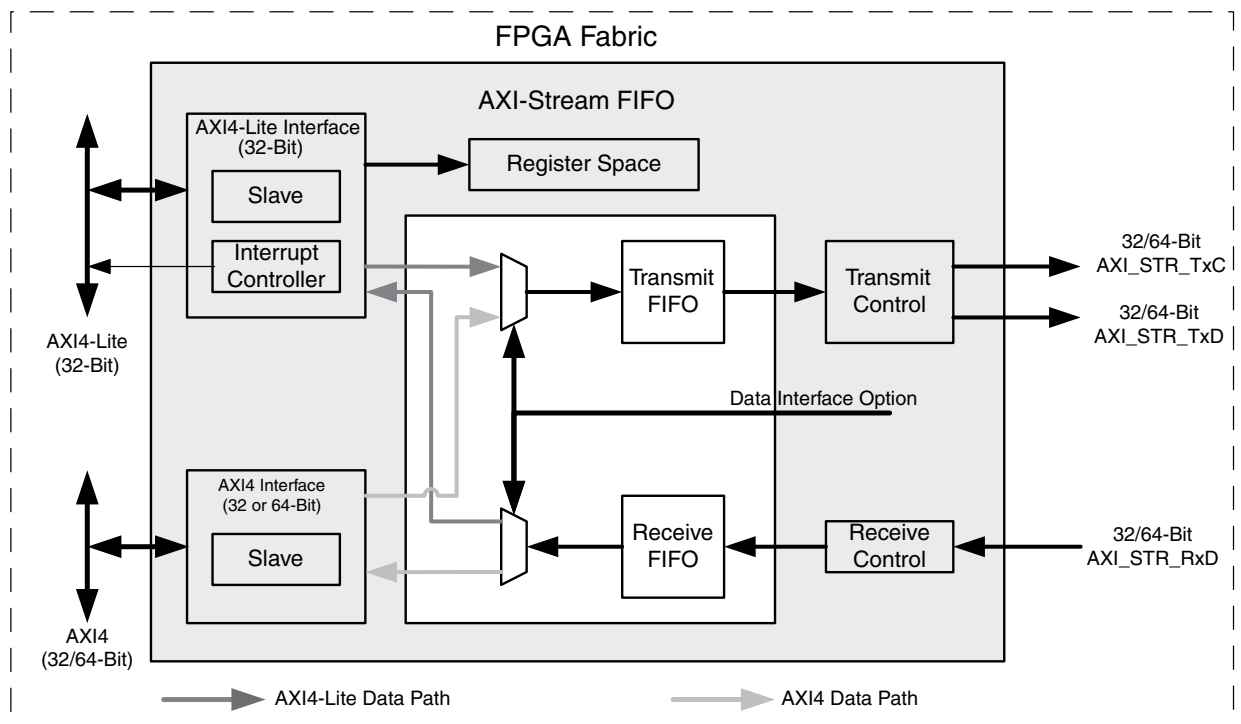 FPGA Fabric
AXI-Stream FIFO
AXI4-Lite Interface
(32-Bit)
Slave
Interrupt
Controller
Register Space
AXI4-Lite
(32-Bit)
Transmit
FIFO
Transmit
Control
32/64-Bit
AXI_STR_TxC
32/64-Bit
AXI_STR_TxD
Data Interface Option
AXI4 Interface
(32 or 64-Bit)
Slave
AXI4
(32/64-Bit)
Receive
FIFO
Receive
Control
32/64-Bit
AXI_STR_RxD
AXI4-Lite Data Path
AXI4 Data Path